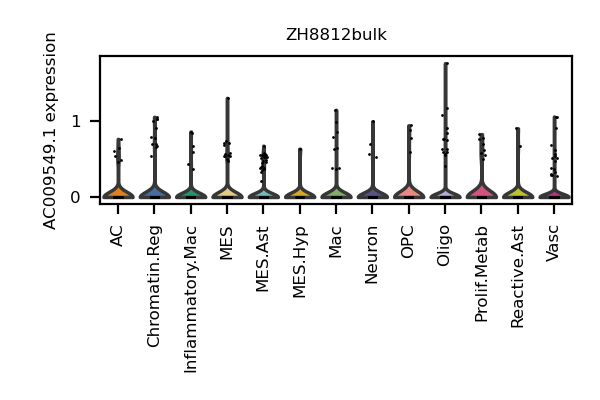 ZH8812bulk
AC009549.1 expression
1
0
AC
Chromatin.Reg
Inflammatory.Mac
MES
MES.Ast
MES.Hyp
Mac
Neuron
OPC
Oligo
Prolif.Metab
Reactive.Ast
Vasc